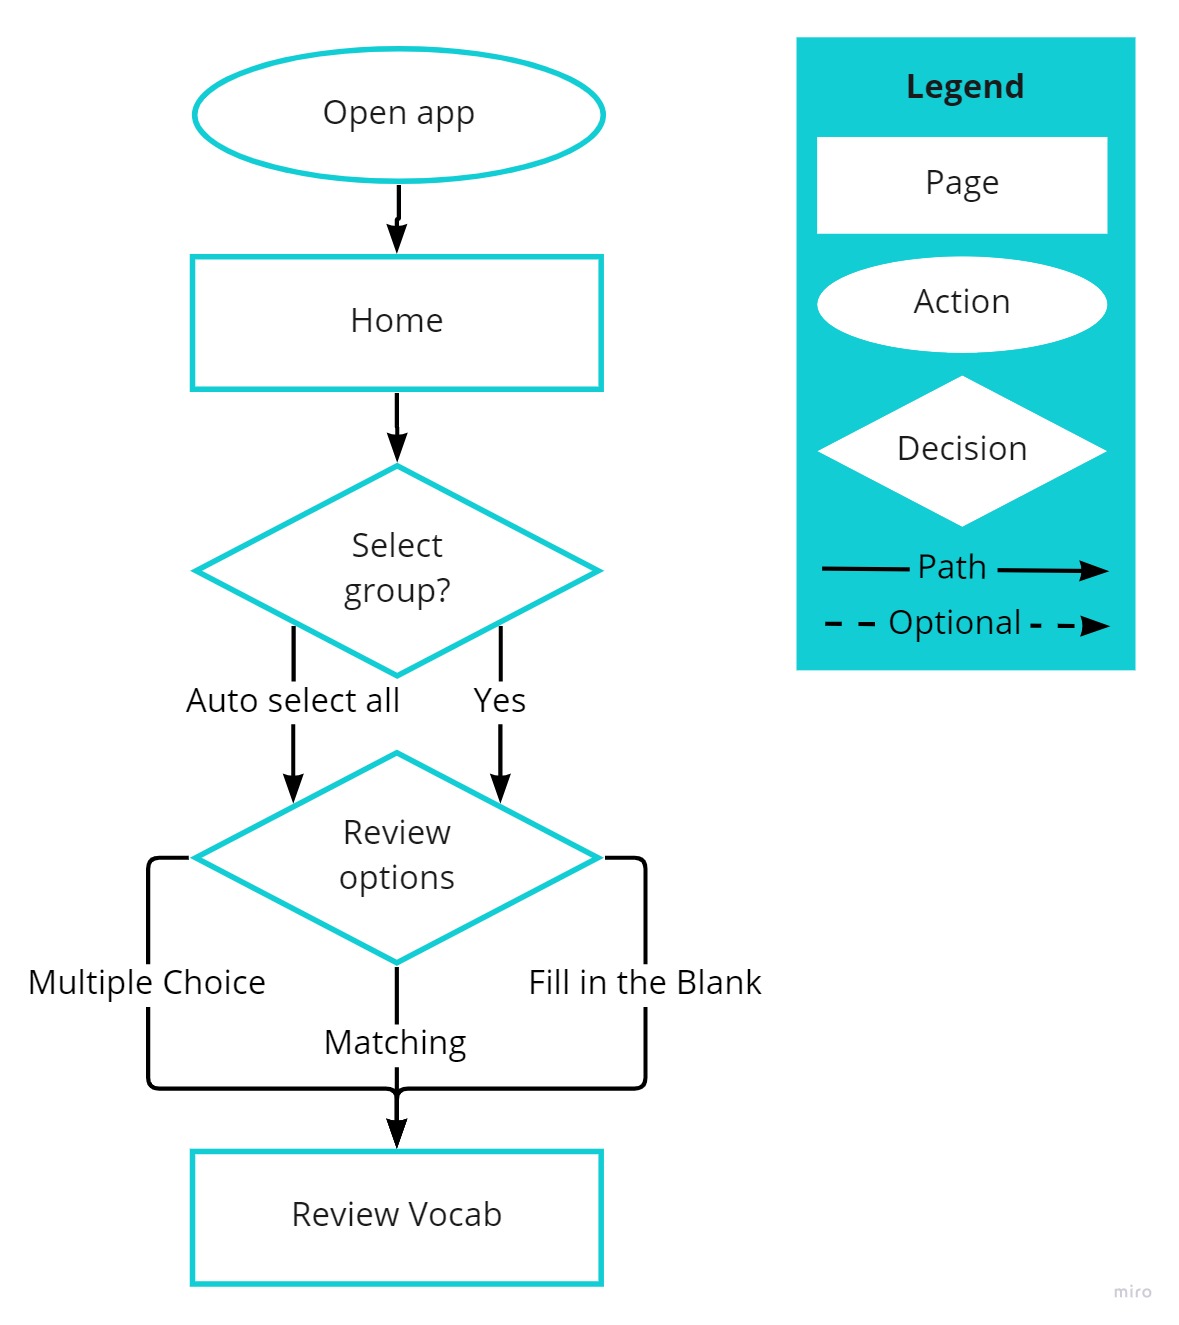 Open app
Home
Select
group?
Auto select all
Yes
Review
options
Multiple Choice
Fill in the Blank
Matching
Review Vocab
Legend
Page
Action
Decision
Path
Optional
miro